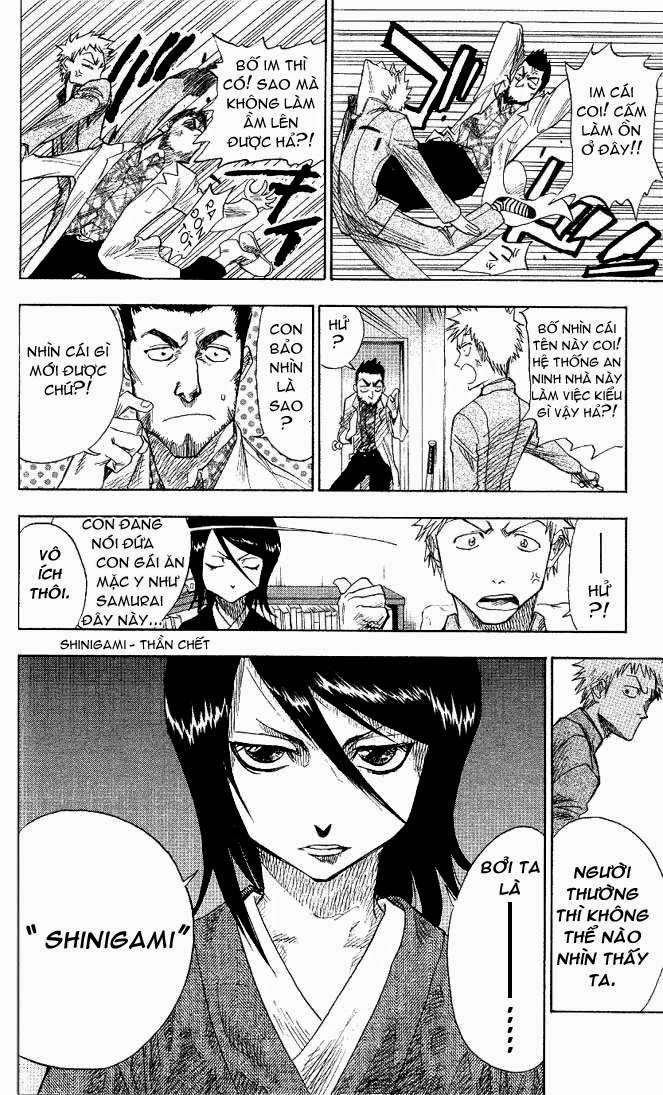 IM CÁI
COI! CẤM
LÀM ỒN
Ở ĐÂY!!
BỐ IM THÌ
CÓ! SAO MÀ
KHÔNG LÀM
ẦM LÊN
ĐƯỢC HẢ?!
BỐ NHÌN CÁI
TÊN NÀY COI!
HỆ THỐNG AN
NINH NHÀ NÀY
LÀM VIỆC KIỂU
GÌ VẬY HẢ?!
HỬ
?
CON
BẢO
NHÌN
LÀ
SAO?
NHÌN CÁI GÌ
MỚI ĐƯỢC
CHỨ?!
HỬ
?!
CON ĐANG
NÓI ĐỨA
CON GÁI ĂN
MẶC Y NHƯ
SAMURAI
ĐÂY NÀY...
VÔ
ÍCH
THÔI.
SHINIGAMI - THẦN CHẾT
NGƯỜI
THƯỜNG
THÌ KHÔNG
THỂ NÀO
NHÌN THẤY
TA.
BỞI TA
LÀ
“ SHINIGAMI”